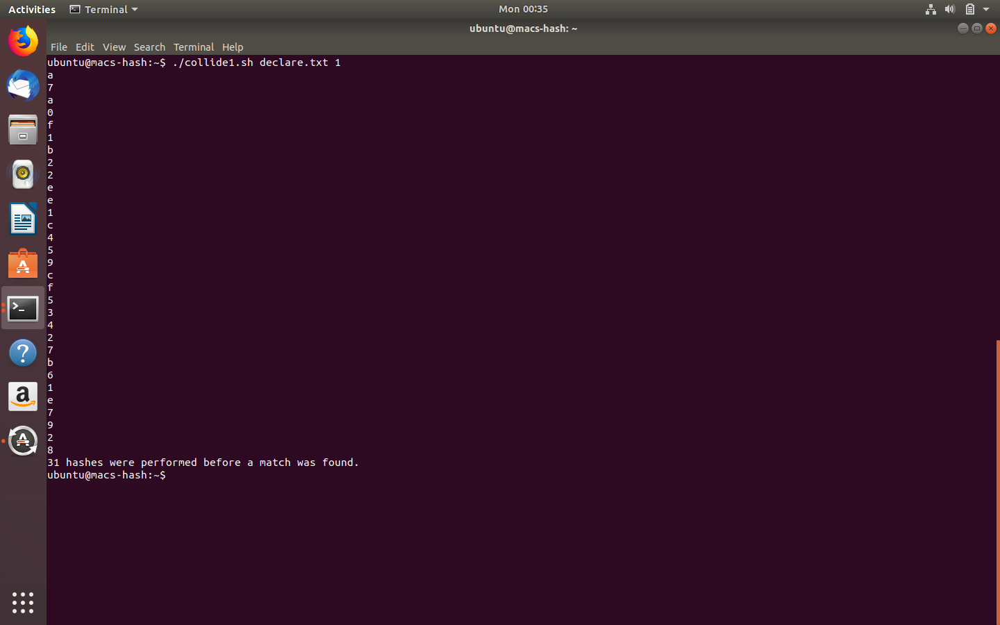 Activities Terminal Mon 00:35
ubuntu@macs-hash: ~
File Edit View Search Terminal Help
ubuntu@macs-hash:~$ ./collide1.sh declare.txt 1
a
7
a
0
f
1
b
2
2
e
e
1
c
4
5
9
c
f
5
3
4
2
7
b
6
1
e
7
9
2
8
31 hashes were performed before a match was found.
ubuntu@macs-hash:~$